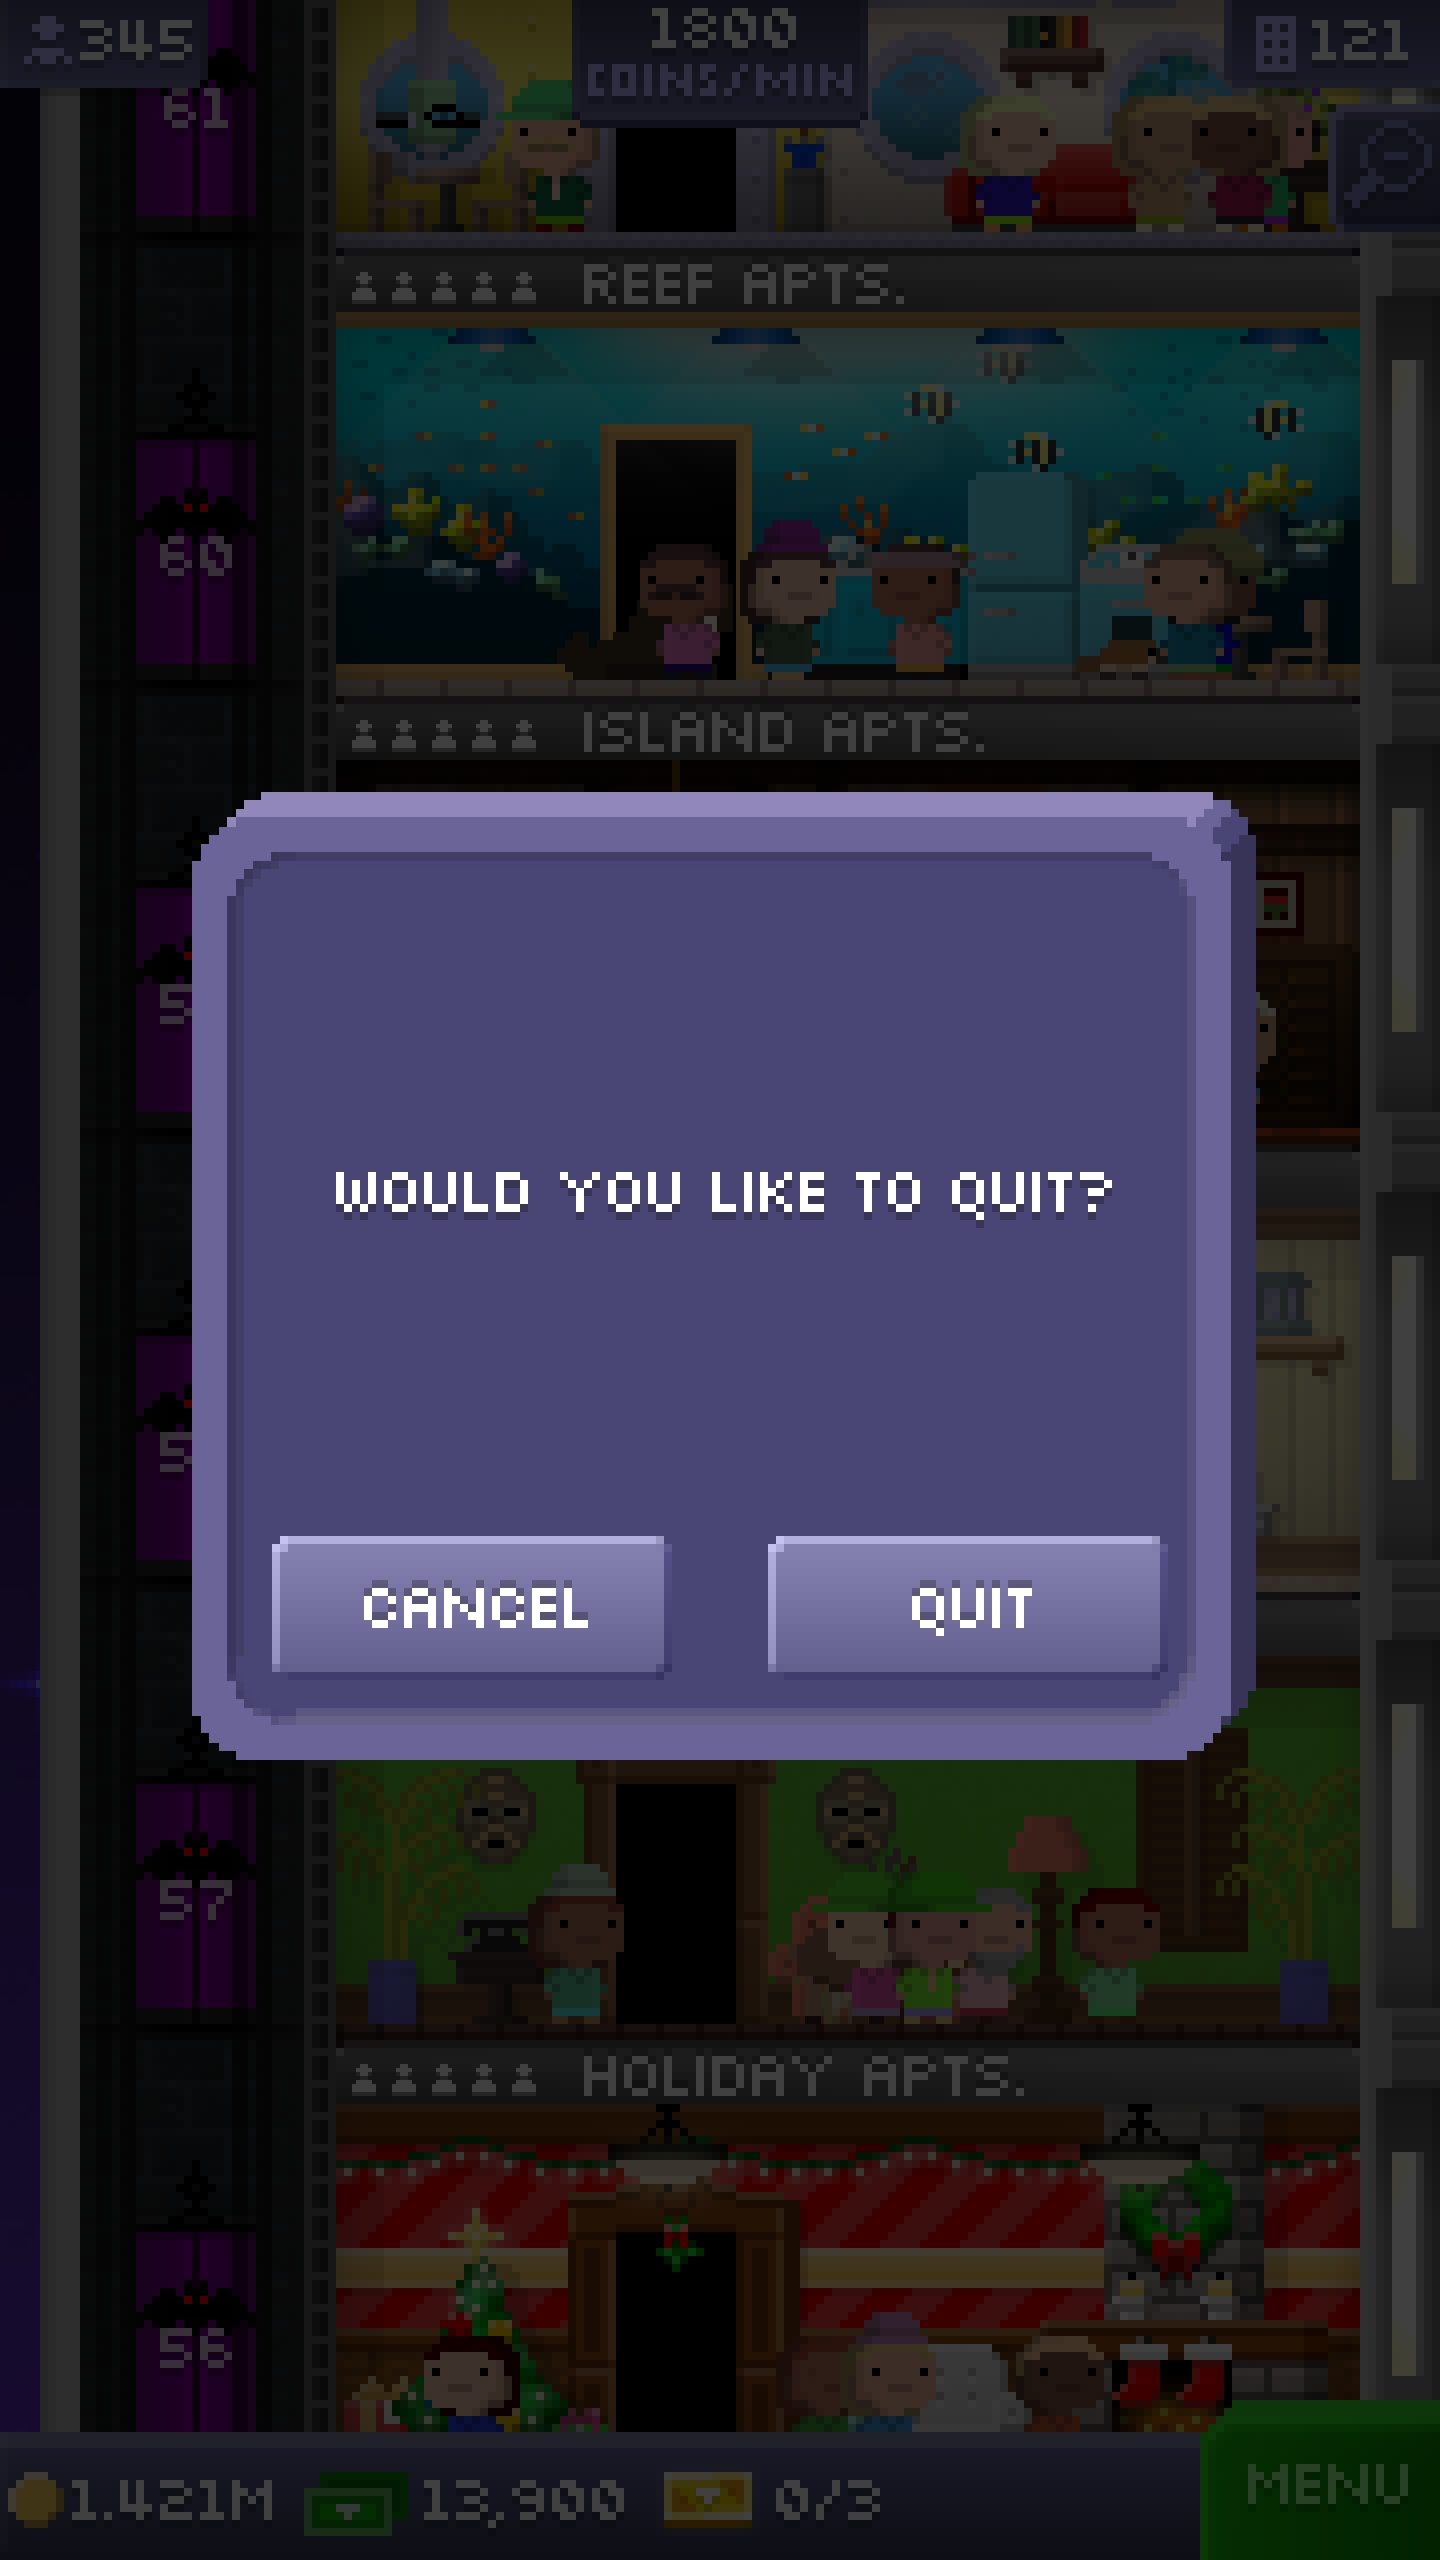 345
1800
COINS/MIN
121
61
REEF APTS.
60
ISLAND APTS.
5
WOULD YOU LIKE TO QUIT?
5
CANCEL
QUIT
57
HOLIDAY APTS.
56
1.421M
13,900
0/3
MENU